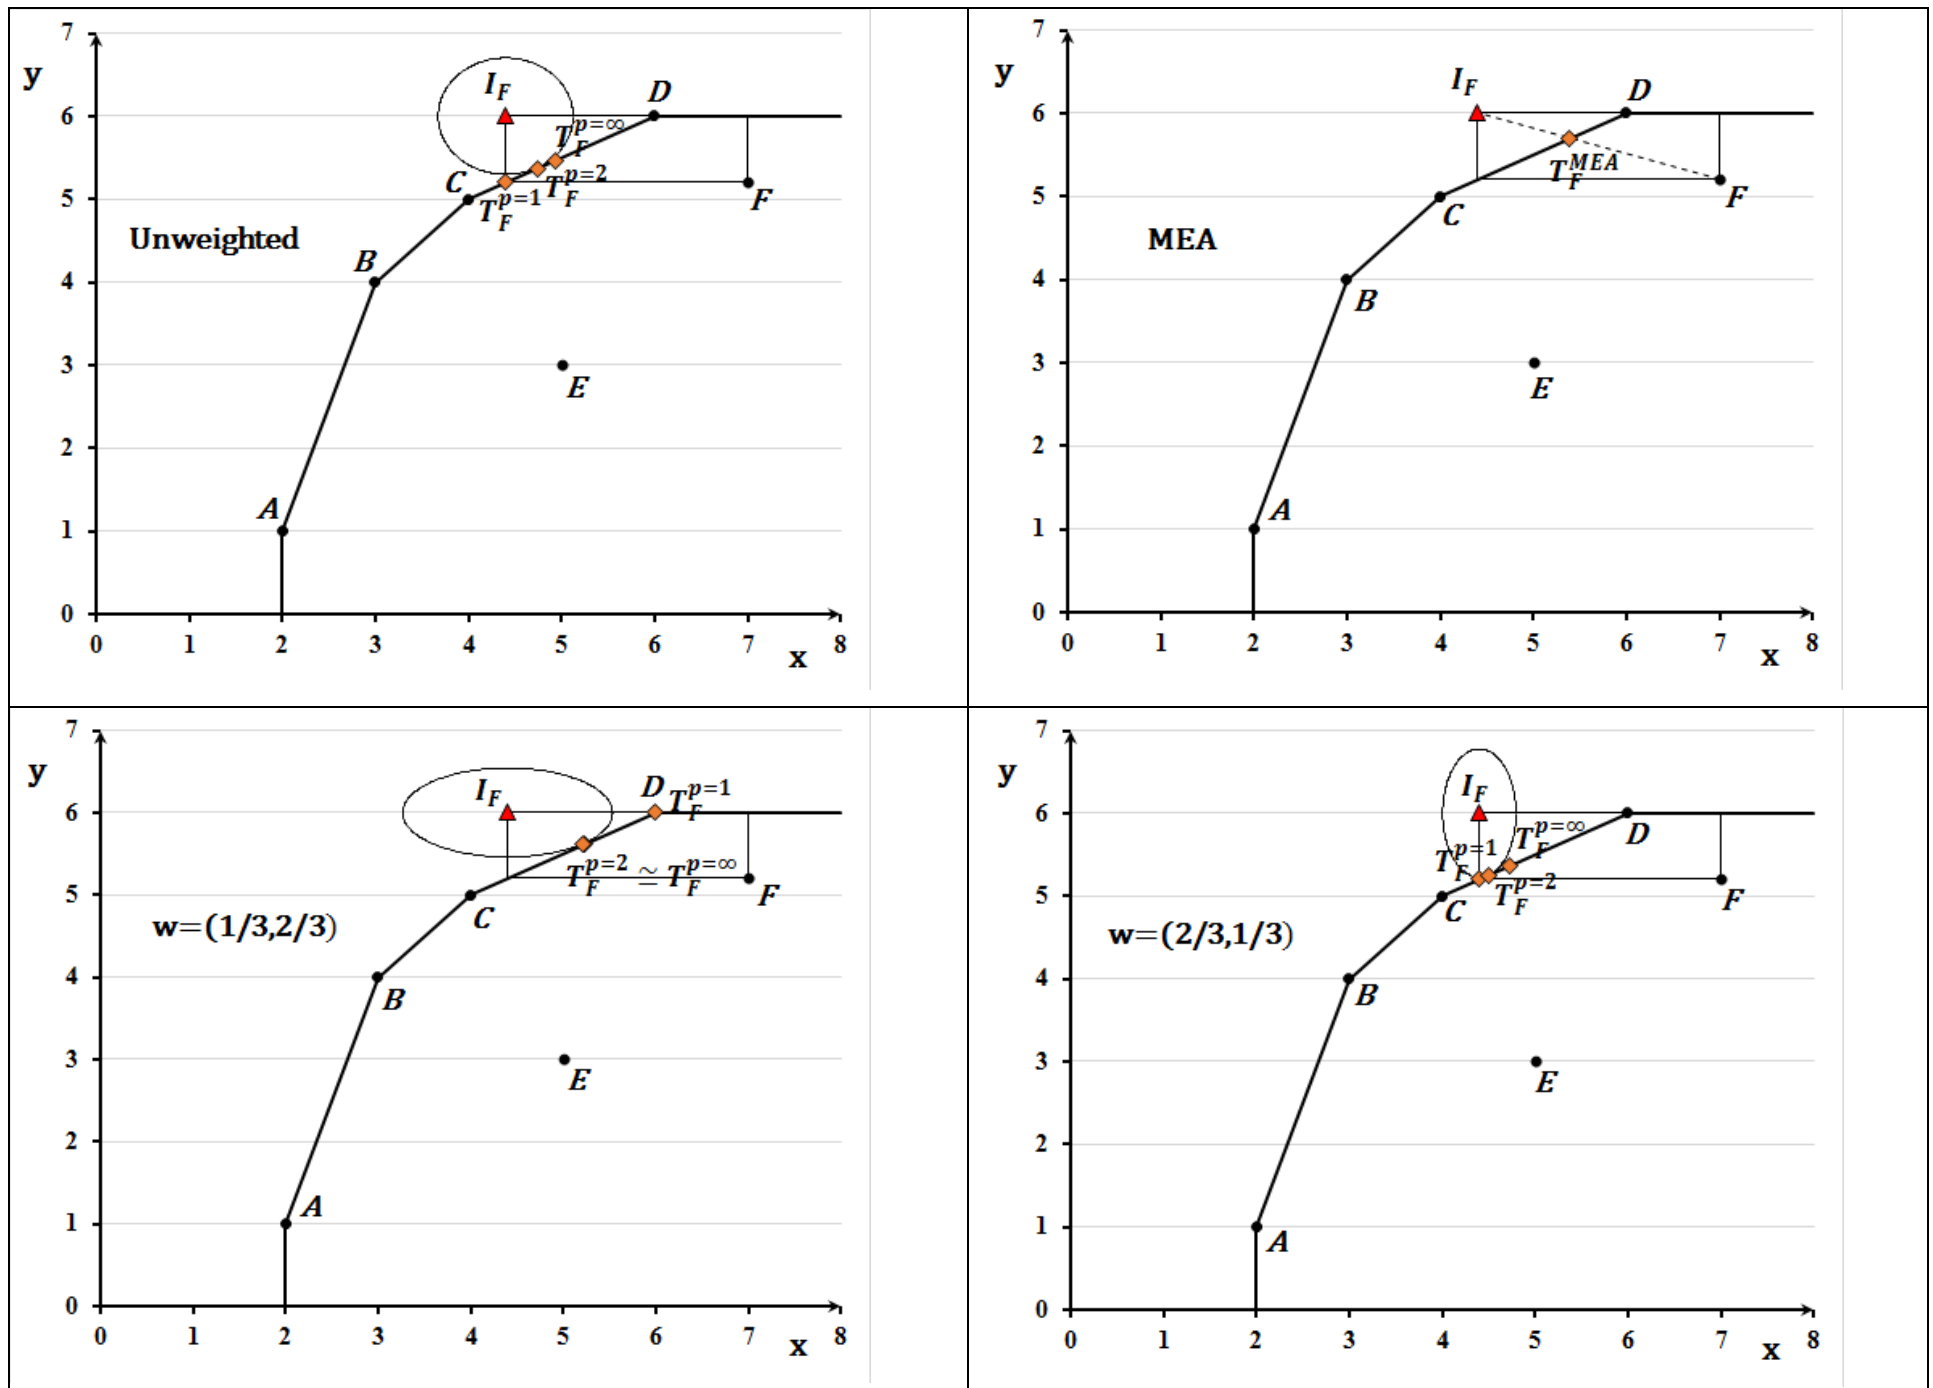 7
y
I_F
D
6
T_F^{p=∞}
T_F^{p=2}
C
T_F^{p=1}
F
5
Unweighted
B
4
3
E
2
A
1
0
0 1 2 3 4 5 6 7 8
x
7
y
I_F
D
6
T_F^{MEA}
F
5
C
MEA
4
B
3
E
2
A
1
0
0 1 2 3 4 5 6 7 8
x
7
y
I_F
D T_F^{p=1}
6
T_F^{p=2} ≃ T_F^{p=∞}
F
5
C
w=(1/3,2/3)
4
B
3
E
2
A
1
0
0 1 2 3 4 5 6 7 8
x
7
y
I_F
6
T_F^{p=∞}
D
T_F^{p=1}
T_F^{p=2}
F
5
C
w=(2/3,1/3)
4
B
3
E
2
A
1
0
0 1 2 3 4 5 6 7 8
x